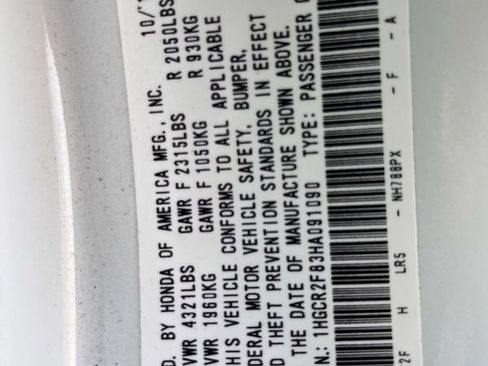 D. BY HONDA OF AMERICA MFG., INC. 10/1
VWR 4321LBS GAWR F 2315LBS R 2050LBS
VWR 1960KG GAWR F 1050KG R 930KG
HIS VEHICLE CONFORMS TO ALL APPLICABLE
DERAL MOTOR VEHICLE SAFETY, BUMPER,
D THEFT PREVENTION STANDARDS IN EFFECT
THE DATE OF MANUFACTURE SHOWN ABOVE.
N.: 1HGCR2F83HA091090 TYPE: PASSENGER
2F H LR5 - NH788PX - F - A